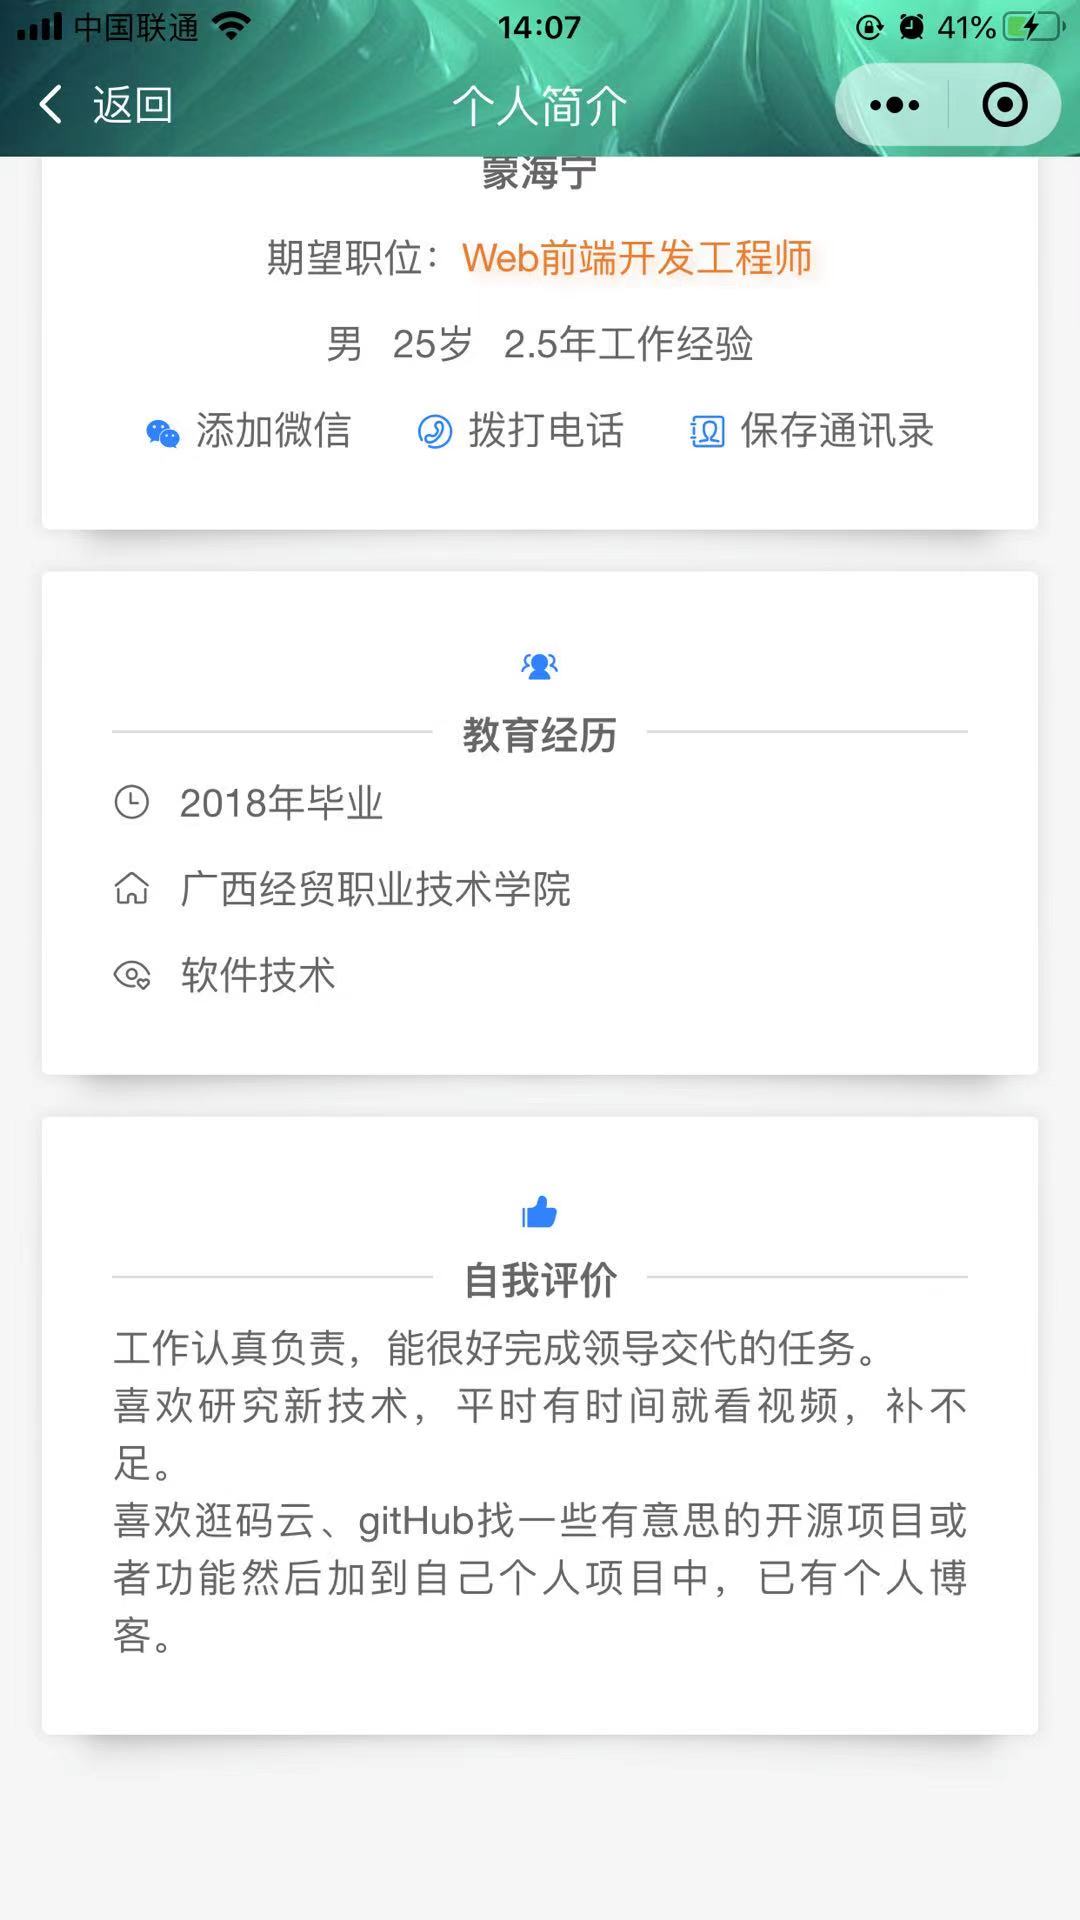 中国联通 14:07 41%
返回 个人简介
蒙海宁
期望职位：Web前端开发工程师
男 25岁 2.5年工作经验
添加微信 拨打电话 保存通讯录
教育经历
2018年毕业
广西经贸职业技术学院
软件技术
自我评价
工作认真负责，能很好完成领导交代的任务。
喜欢研究新技术，平时有时间就看视频，补不
足。
喜欢逛码云、gitHub找一些有意思的开源项目或
者功能然后加到自己个人项目中，已有个人博
客。